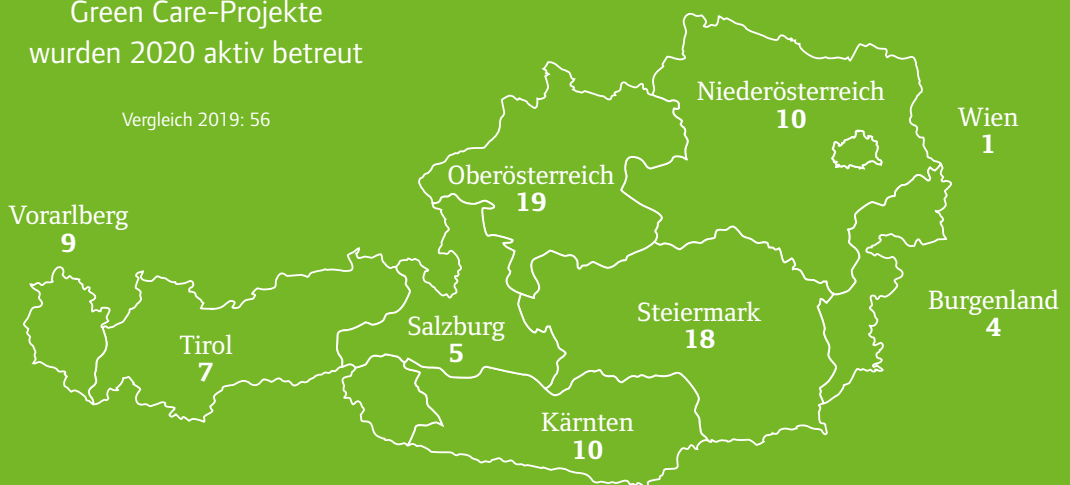 Green Care-Projekte
wurden 2020 aktiv betreut
Vergleich 2019: 56
Niederösterreich
10
Wien
1
Oberösterreich
19
Vorarlberg
9
Burgenland
4
Steiermark
18
Salzburg
5
Tirol
7
Kärnten
10